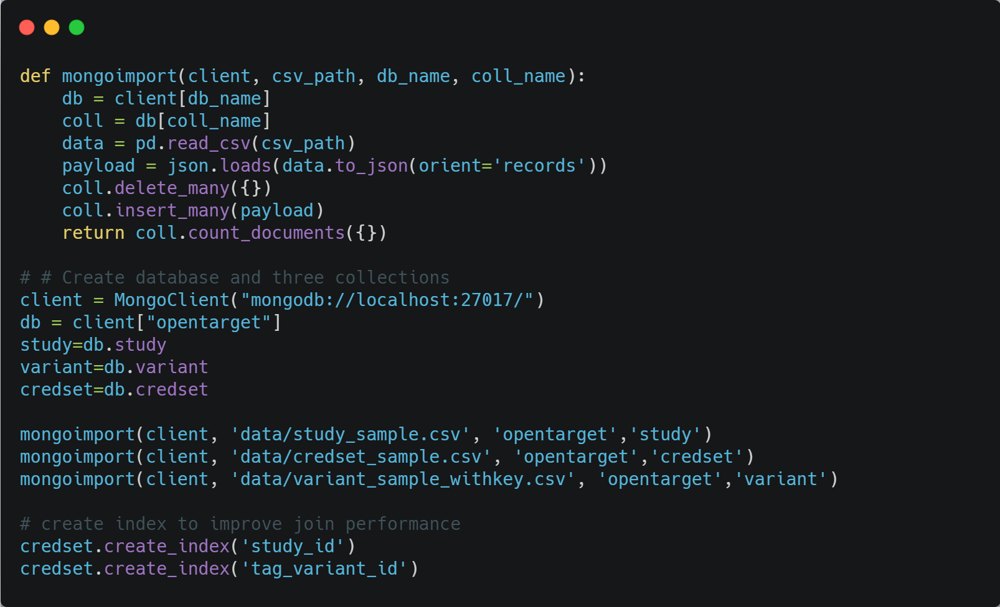 def mongoimport(client, csv_path, db_name, coll_name):
    db = client[db_name]
    coll = db[coll_name]
    data = pd.read_csv(csv_path)
    payload = json.loads(data.to_json(orient='records'))
    coll.delete_many({})
    coll.insert_many(payload)
    return coll.count_documents({})

# # Create database and three collections
client = MongoClient("mongodb://localhost:27017/")
db = client["opentarget"]
study=db.study
variant=db.variant
credset=db.credset

mongoimport(client, 'data/study_sample.csv', 'opentarget','study')
mongoimport(client, 'data/credset_sample.csv', 'opentarget','credset')
mongoimport(client, 'data/variant_sample_withkey.csv', 'opentarget','variant')

# create index to improve join performance
credset.create_index('study_id')
credset.create_index('tag_variant_id')